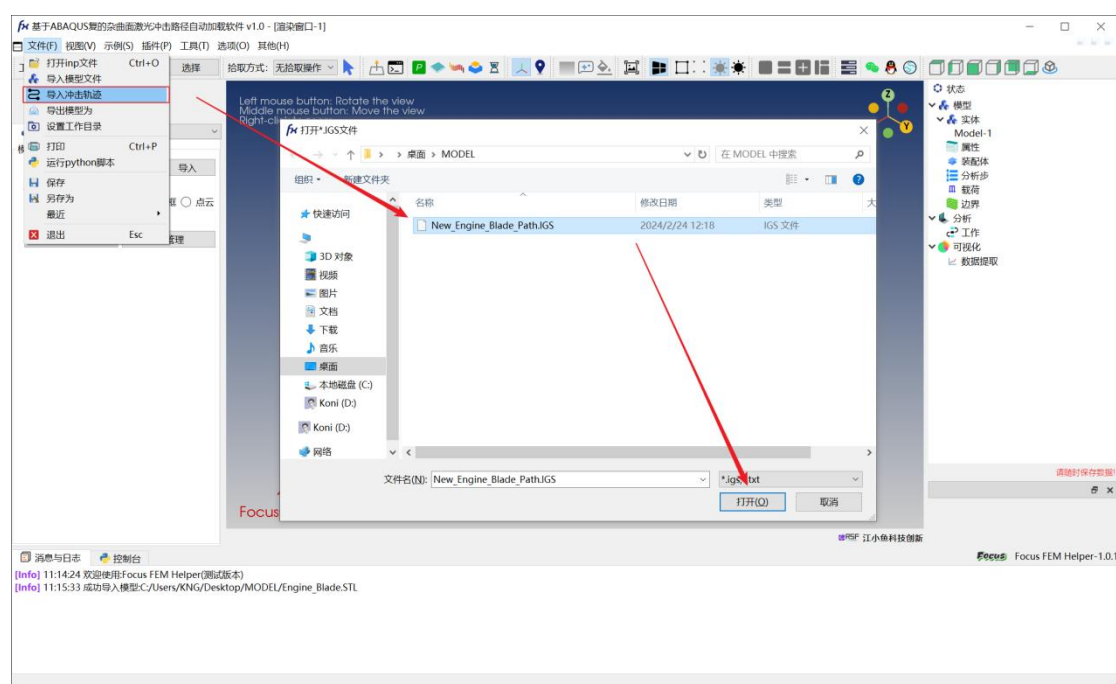 基于ABAQUS复的杂曲面激光冲击路径自动加载软件 v1.0 - [渲染窗口-1]
文件(F) 视图(V) 示例(S) 插件(P) 工具(T) 选项(O) 其他(H)
打开inp文件 Ctrl+O
导入模型文件
导入冲击轨迹
导出模型为
设置工作目录
打印 Ctrl+P
运行python脚本
保存
另存为
最近
退出 Esc
选择 拾取方式: 无拾取操作
导入
点云
管理
Left mouse button: Rotate the view
Middle mouse button: Move the view
Right-cli
Z
Y
打开*.IGS文件
桌面 > MODEL
在 MODEL 中搜索
组织 新建文件夹
名称 修改日期 类型 大
New_Engine_Blade_Path.IGS 2024/2/24 12:18 IGS 文件
快速访问
3D 对象
视频
图片
文档
下载
音乐
桌面
本地磁盘 (C:)
Koni (D:)
Koni (D:)
网络
文件名(N): New_Engine_Blade_Path.IGS
打开(O) 取消
Focus
RSF 江小鱼科技创新
状态
模型
实体
Model-1
属性
装配体
分析步
载荷
边界
分析
工作
可视化
数据提取
请随时保存数据!
消息与日志 控制台
Focus Focus FEM Helper-1.0.1
[Info] 11:14:24 欢迎使用:Focus FEM Helper(测试版本)
[Info] 11:15:33 成功导入模型:C:/Users/KNG/Desktop/MODEL/Engine_Blade.STL